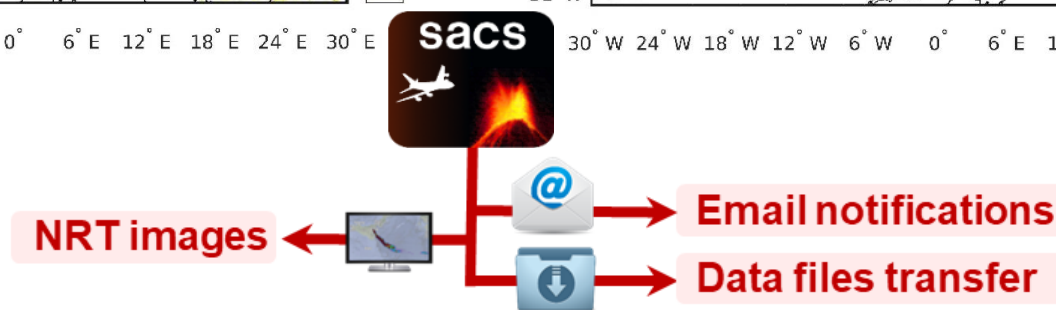 0° 6° E 12° E 18° E 24° E 30° E
sacs
30° W 24° W 18° W 12° W 6° W 0° 6° E
@
NRT images
Email notifications
Data files transfer